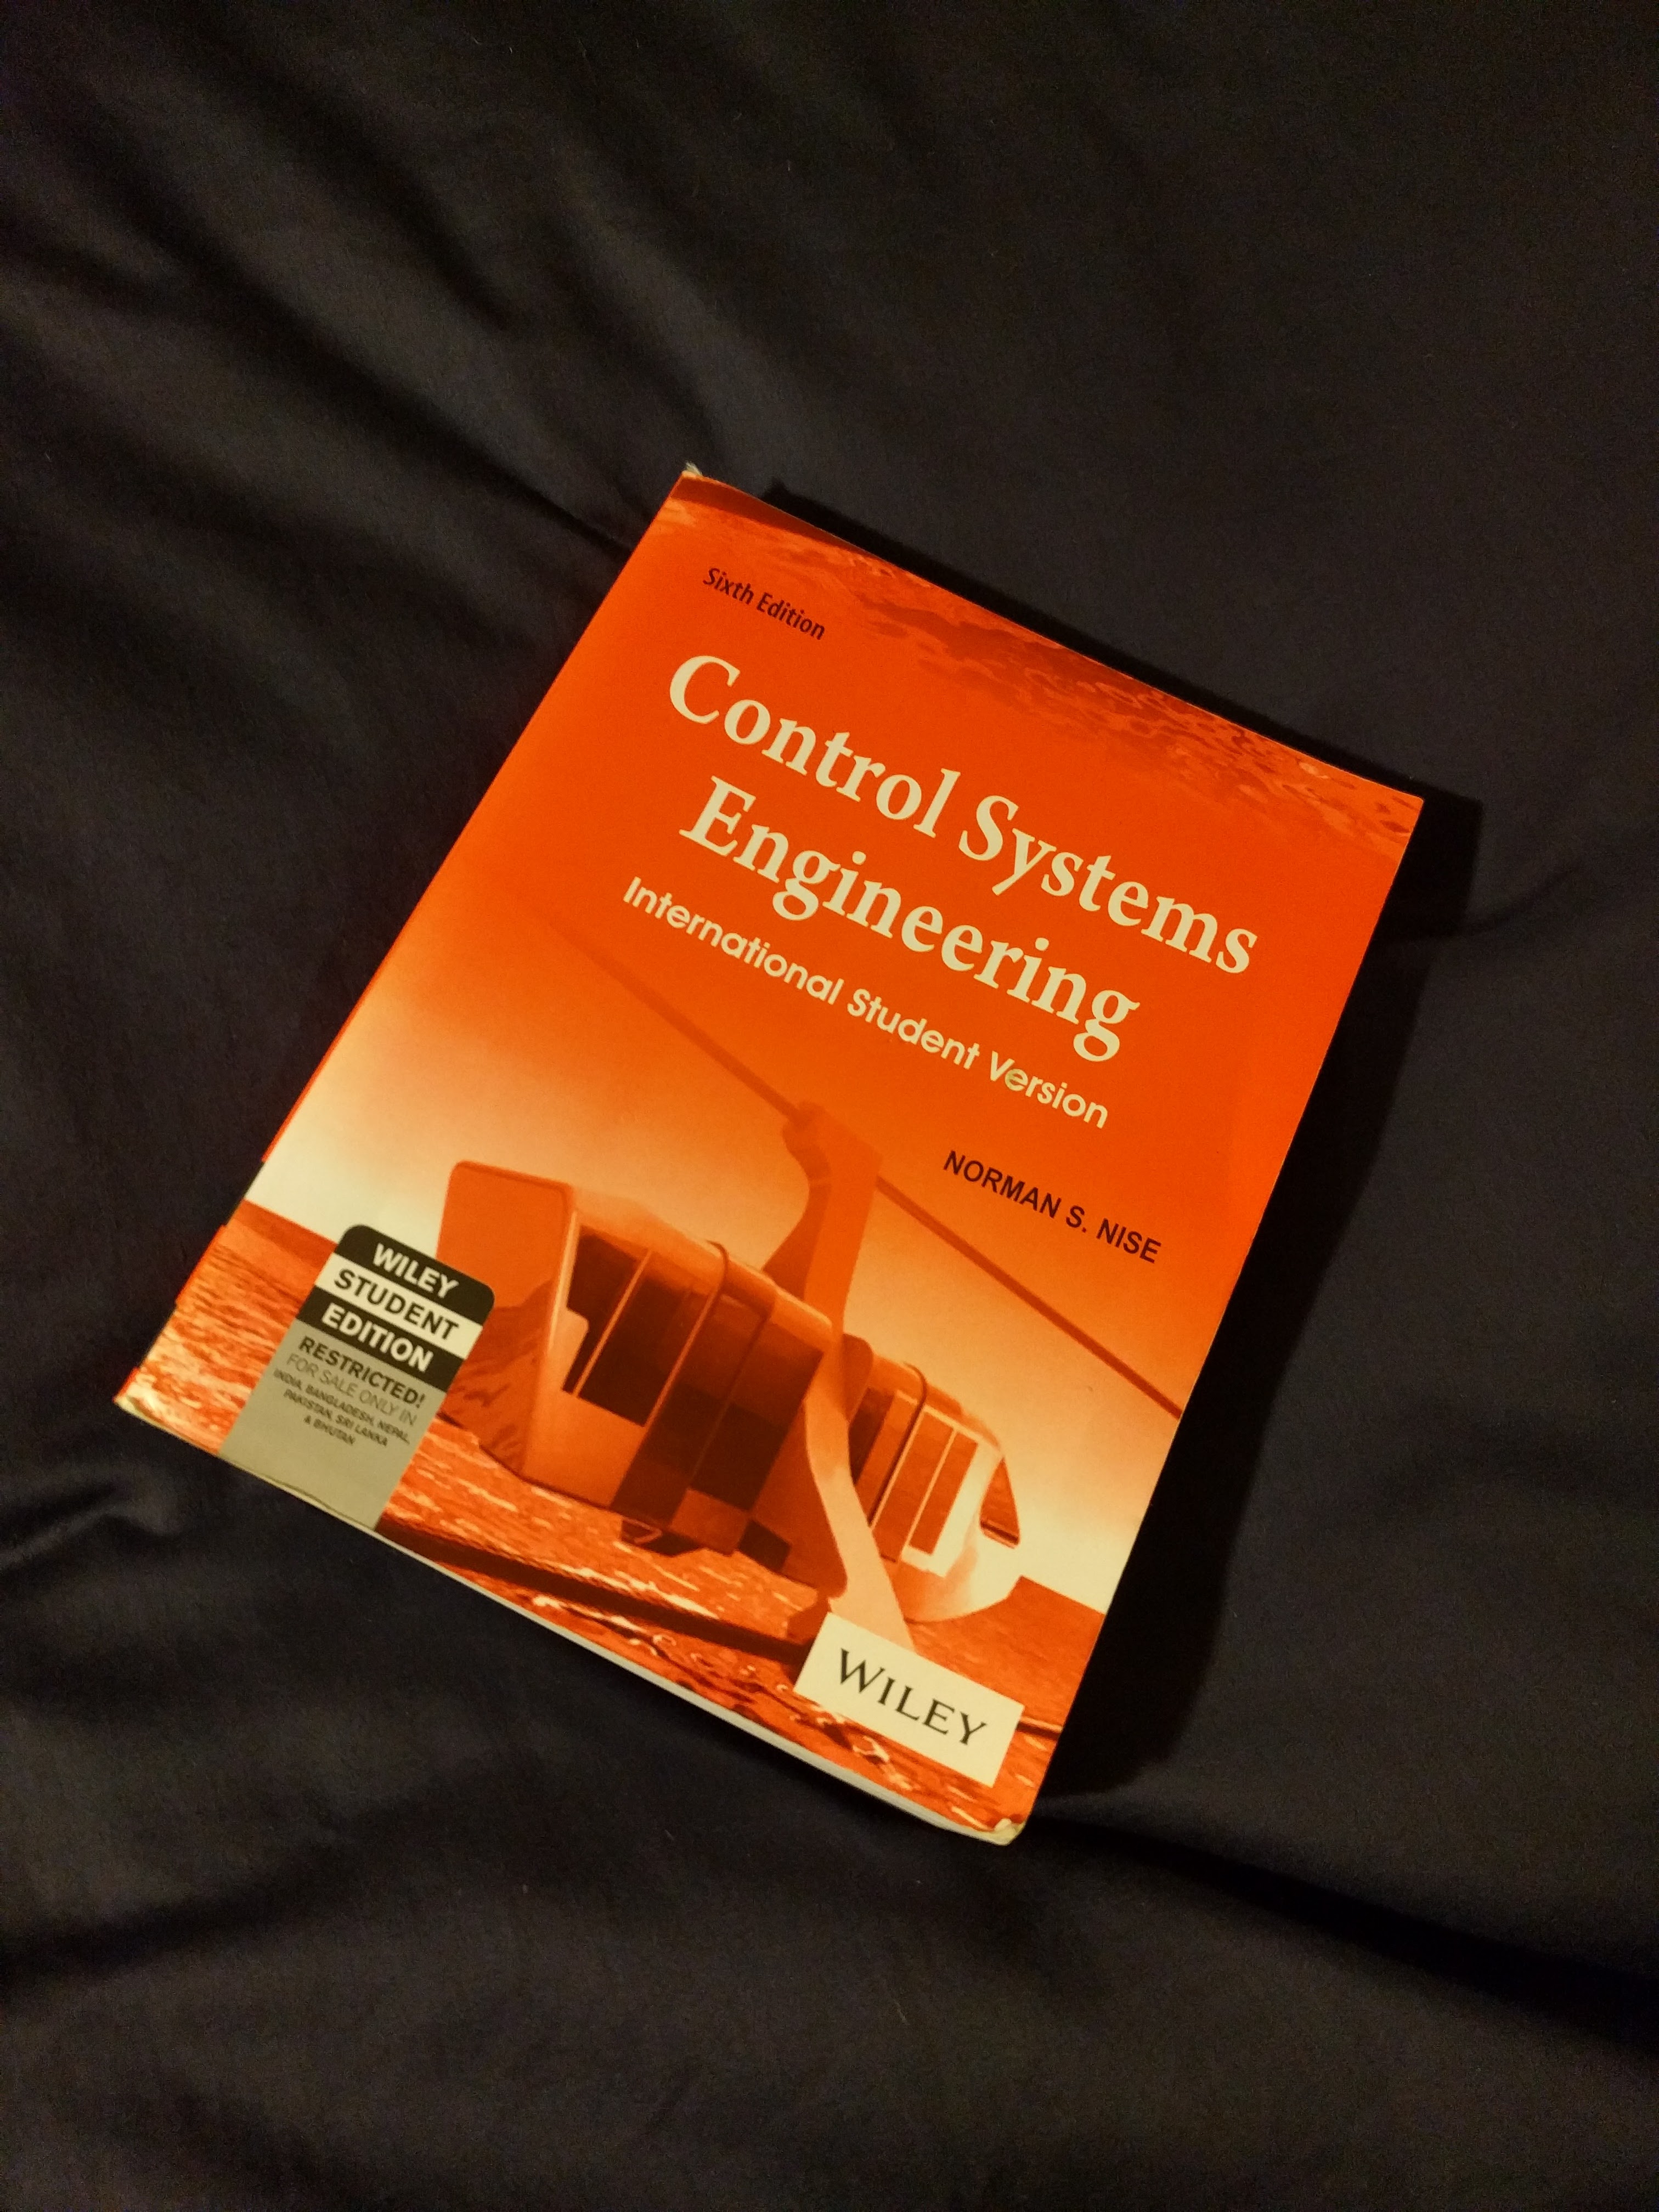 Sixth Edition
Control Systems
Engineering
International Student Version
NORMAN S. NISE
WILEY
STUDENT
EDITION
RESTRICTED!
FOR SALE ONLY IN
INDIA, BANGLADESH, NEPAL,
PAKISTAN, SRI LANKA
& BHUTAN
WILEY